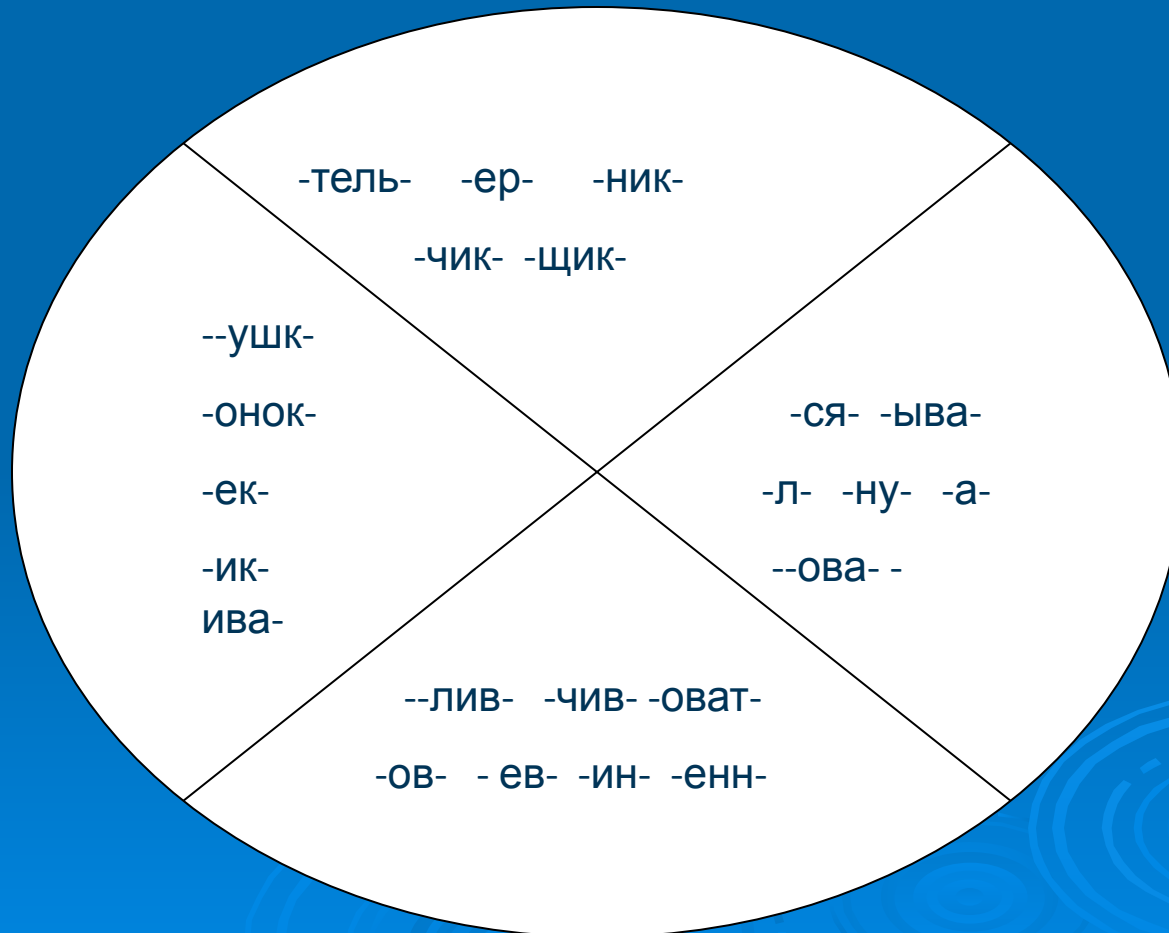 -тель- -ер- -ник-
-чик- -щик-
--ушк-
-онок-
-ек-
-ик-
ива-
-ся- -ыва-
-л- -ну- -а-
--ова- -
--лив- -чив- -оват-
-ов- - ев- -ин- -енн-